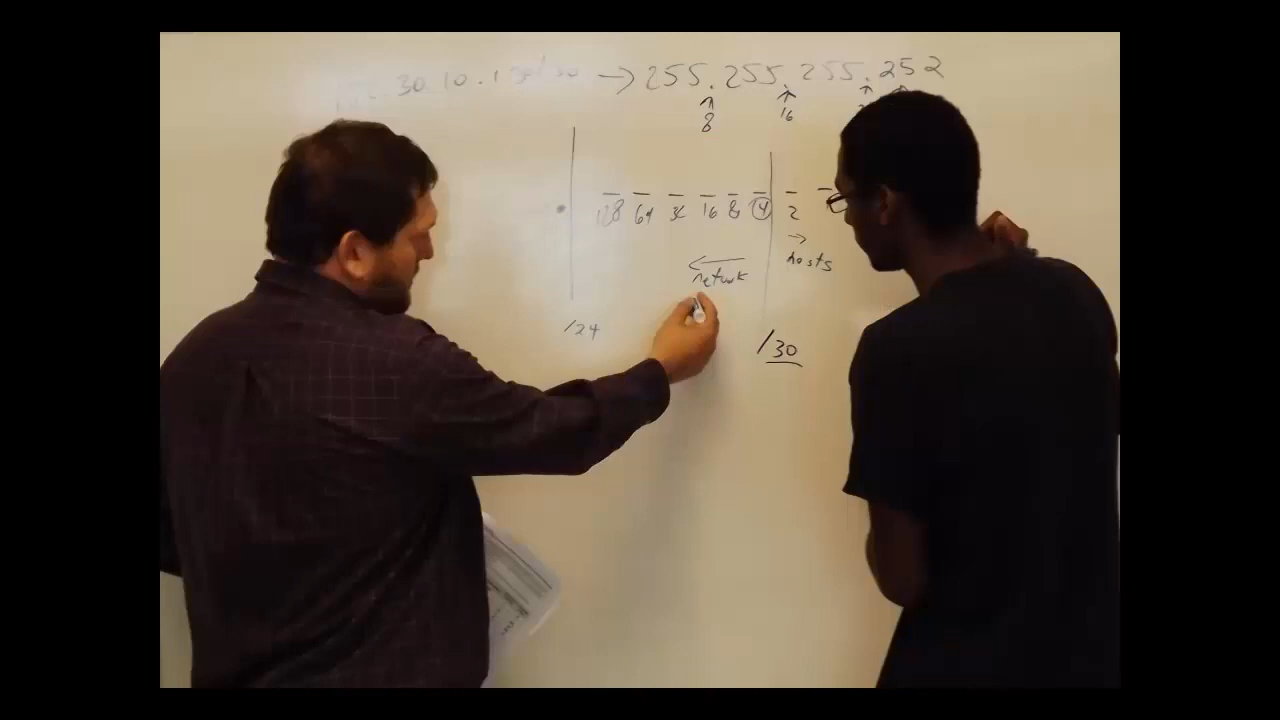 .30.10.1 → 255.255.255.252
8 16
128 64 32 16 8 4 2
→
hosts
←
network
/24 /30